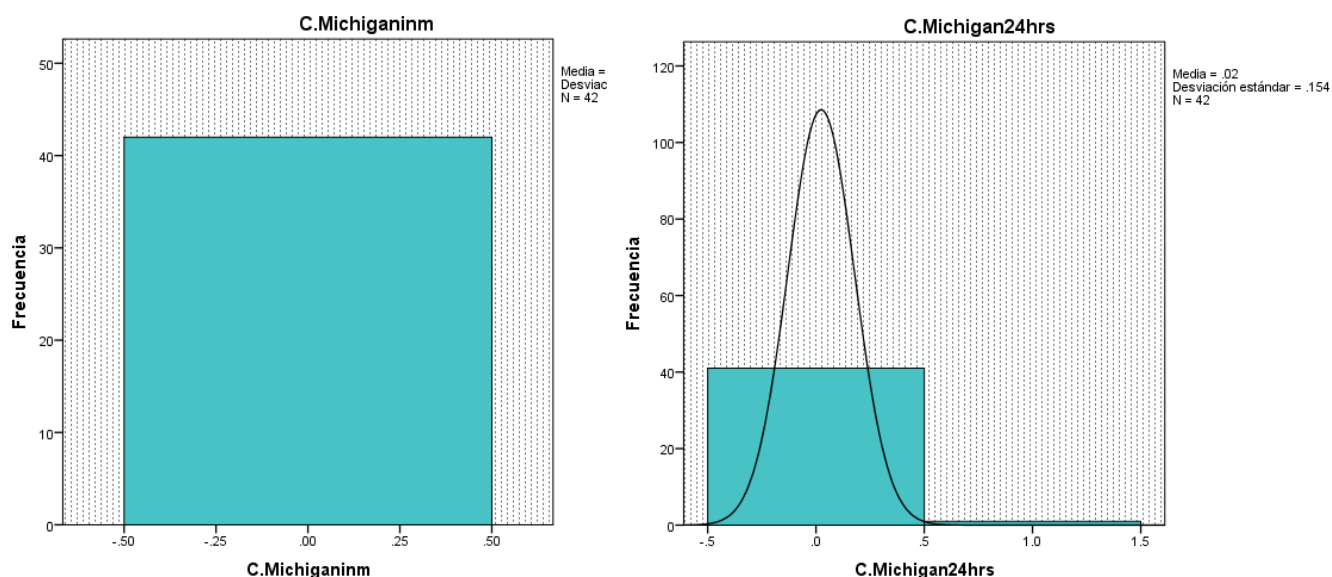 C.Michiganinm
Media =
Desviac
N = 42
Frecuencia
50
40
30
20
10
0
-.50
-.25
.00
.25
.50
C.Michiganinm
C.Michigan24hrs
Media = .02
Desviación estándar = .154
N = 42
Frecuencia
120
100
80
60
40
20
0
-.5
.0
.5
1.0
1.5
C.Michigan24hrs